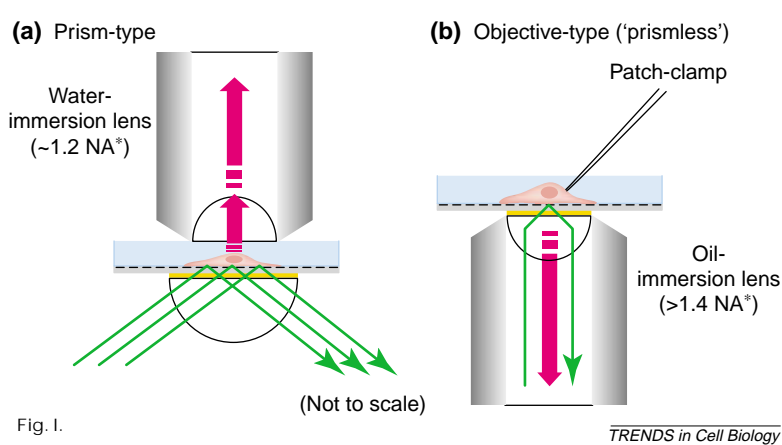 (a) Prism-type
Water-
immersion lens
(~1.2 NA*)
(Not to scale)
(b) Objective-type (‘prismless’)
Patch-clamp
Oil-
immersion lens
(>1.4 NA*)
Fig. I.
TRENDS in Cell Biology